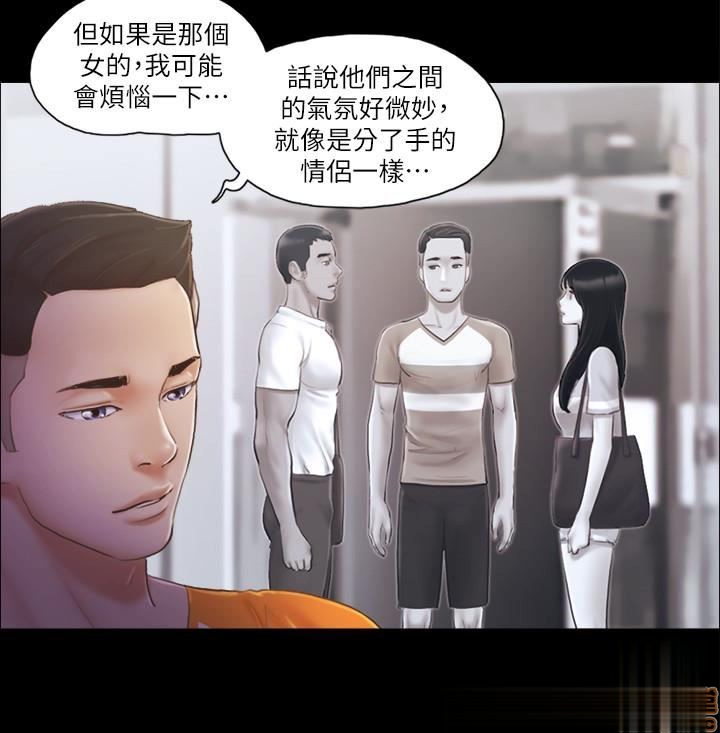 但如果是那個
女的，我可能
會煩惱一下…
話說他們之間
的氣氛好微妙，
就像是分了手的
情侶一樣…